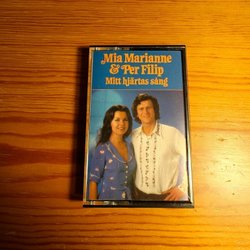 Mia Marianne
& Per Filip
Mitt hjärtas sång